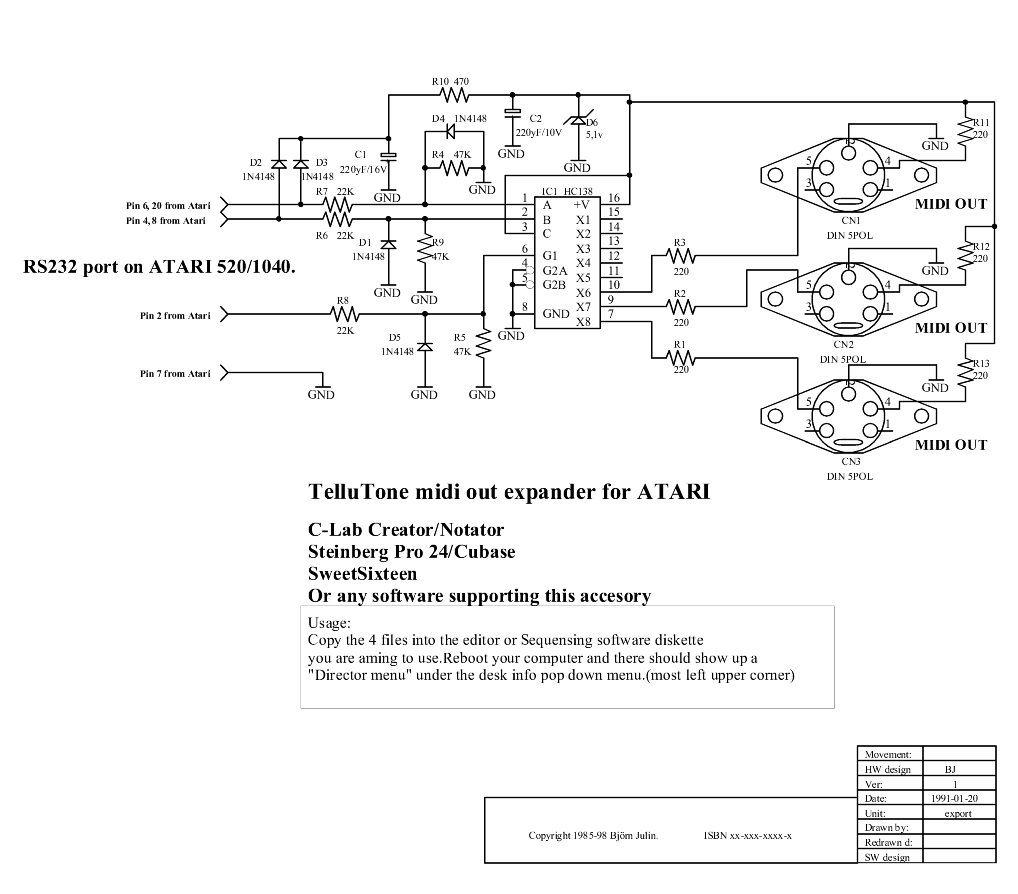 R10 470
D4 1N4148
C2
220yF/10V
D6
5,1v
GND
GND
R11
220
GND
D2
1N4148
D3
1N4148
C1
220yF/16V
GND
R4 47K
GND
R7 22K
R6 22K
IC1 HC138
1 A +V 16
2 B X1 15
3 C X2 14
X3 13
6 G1 X4 12
4 G2A X5 11
5 G2B X6 10
X7 9
8 GND X8 7
5
4
3
1
CN1
DIN 5POL
MIDI OUT
Pin 6, 20 from Atari
Pin 4, 8 from Atari
D1
1N4148
GND
R9
47K
GND
RS232 port on ATARI 520/1040.
R3
220
R2
220
R1
220
GND
R12
220
5
4
3
1
CN2
DIN 5POL
MIDI OUT
Pin 2 from Atari
R8
22K
D5
1N4148
GND
R5
47K
GND
GND
Pin 7 from Atari
GND
GND
R13
220
5
4
3
1
CN3
DIN 5POL
MIDI OUT
TelluTone midi out expander for ATARI
C-Lab Creator/Notator
Steinberg Pro 24/Cubase
SweetSixteen
Or any software supporting this accesory
Usage:
Copy the 4 files into the editor or Sequensing software diskette
you are aming to use.Reboot your computer and there should show up a
"Director menu" under the desk info pop down menu.(most left upper corner)
Movement:
HW design BJ
Ver: 1
Date: 1991-01-20
Unit: export
Drawn by:
Redrawn d:
SW design
Copyright 1985-98 Björn Julin. ISBN xx-xxx-xxxx-x